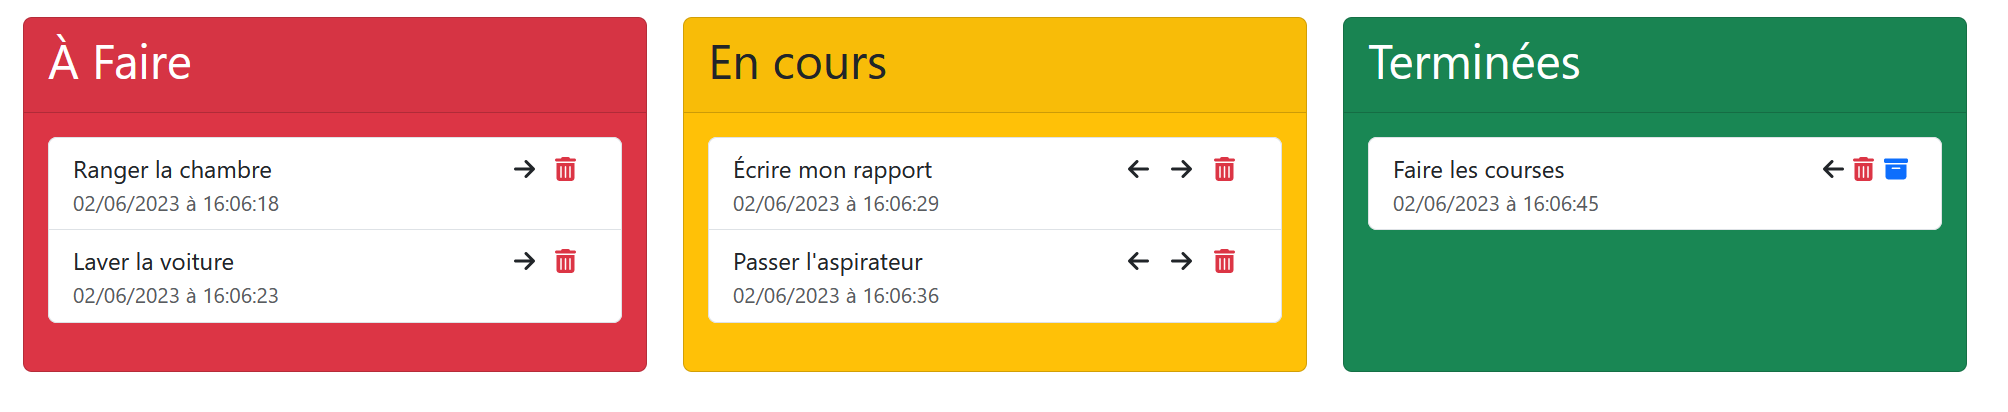 À Faire
Ranger la chambre
02/06/2023 à 16:06:18
Laver la voiture
02/06/2023 à 16:06:23
En cours
Écrire mon rapport
02/06/2023 à 16:06:29
Passer l'aspirateur
02/06/2023 à 16:06:36
Terminées
Faire les courses
02/06/2023 à 16:06:45